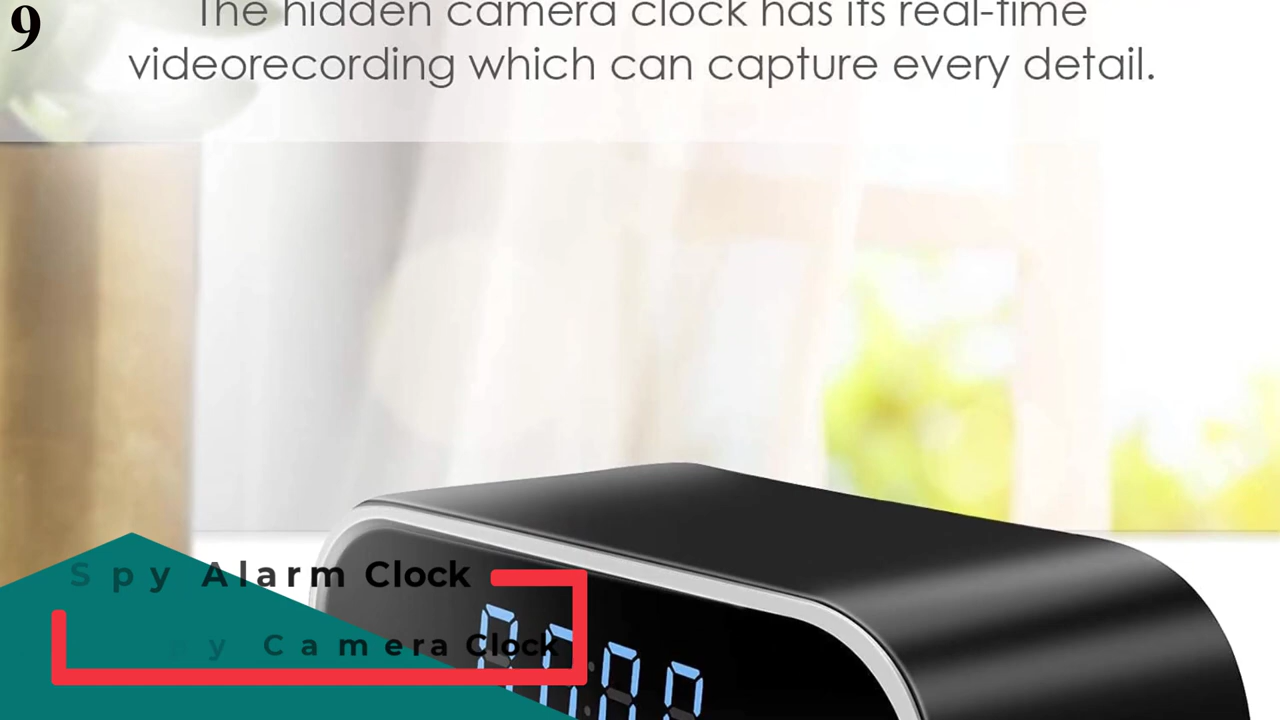 9
The hidden camera clock has its real-time
videorecording which can capture every detail.
Spy Alarm Clock
Camera Clock